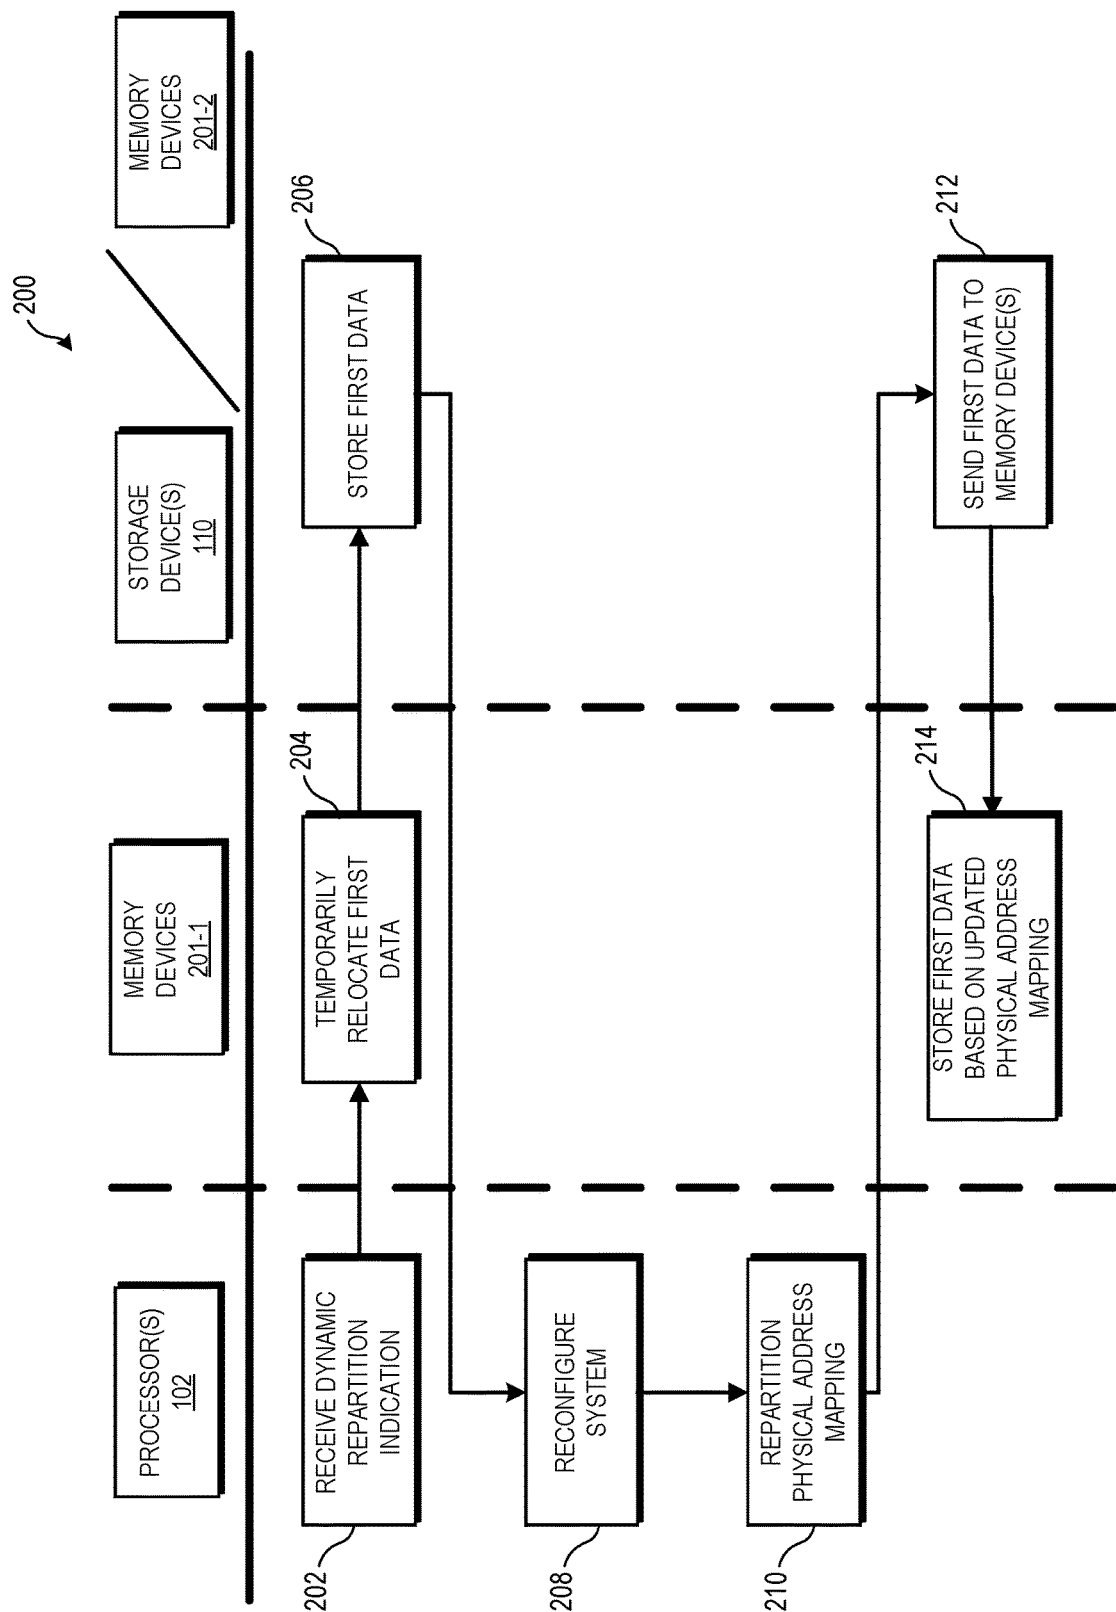 200
PROCESSOR(S)
102
MEMORY
DEVICES
201-1
STORAGE
DEVICE(S)
110
MEMORY
DEVICES
201-2
202
RECEIVE DYNAMIC
REPARTITION
INDICATION
204
TEMPORARILY
RELOCATE FIRST
DATA
206
STORE FIRST DATA
208
RECONFIGURE
SYSTEM
210
REPARTITION
PHYSICAL ADDRESS
MAPPING
212
SEND FIRST DATA TO
MEMORY DEVICE(S)
214
STORE FIRST DATA
BASED ON UPDATED
PHYSICAL ADDRESS
MAPPING